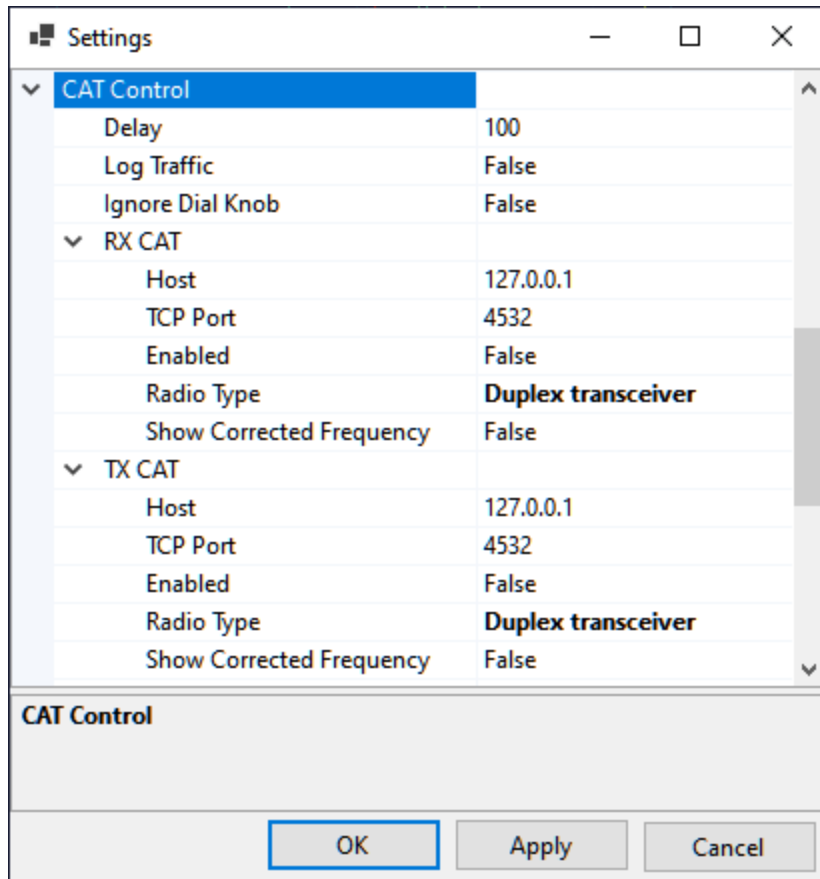 Settings
CAT Control
Delay 100
Log Traffic False
Ignore Dial Knob False
RX CAT
Host 127.0.0.1
TCP Port 4532
Enabled False
Radio Type Duplex transceiver
Show Corrected Frequency False
TX CAT
Host 127.0.0.1
TCP Port 4532
Enabled False
Radio Type Duplex transceiver
Show Corrected Frequency False
CAT Control
OK Apply Cancel